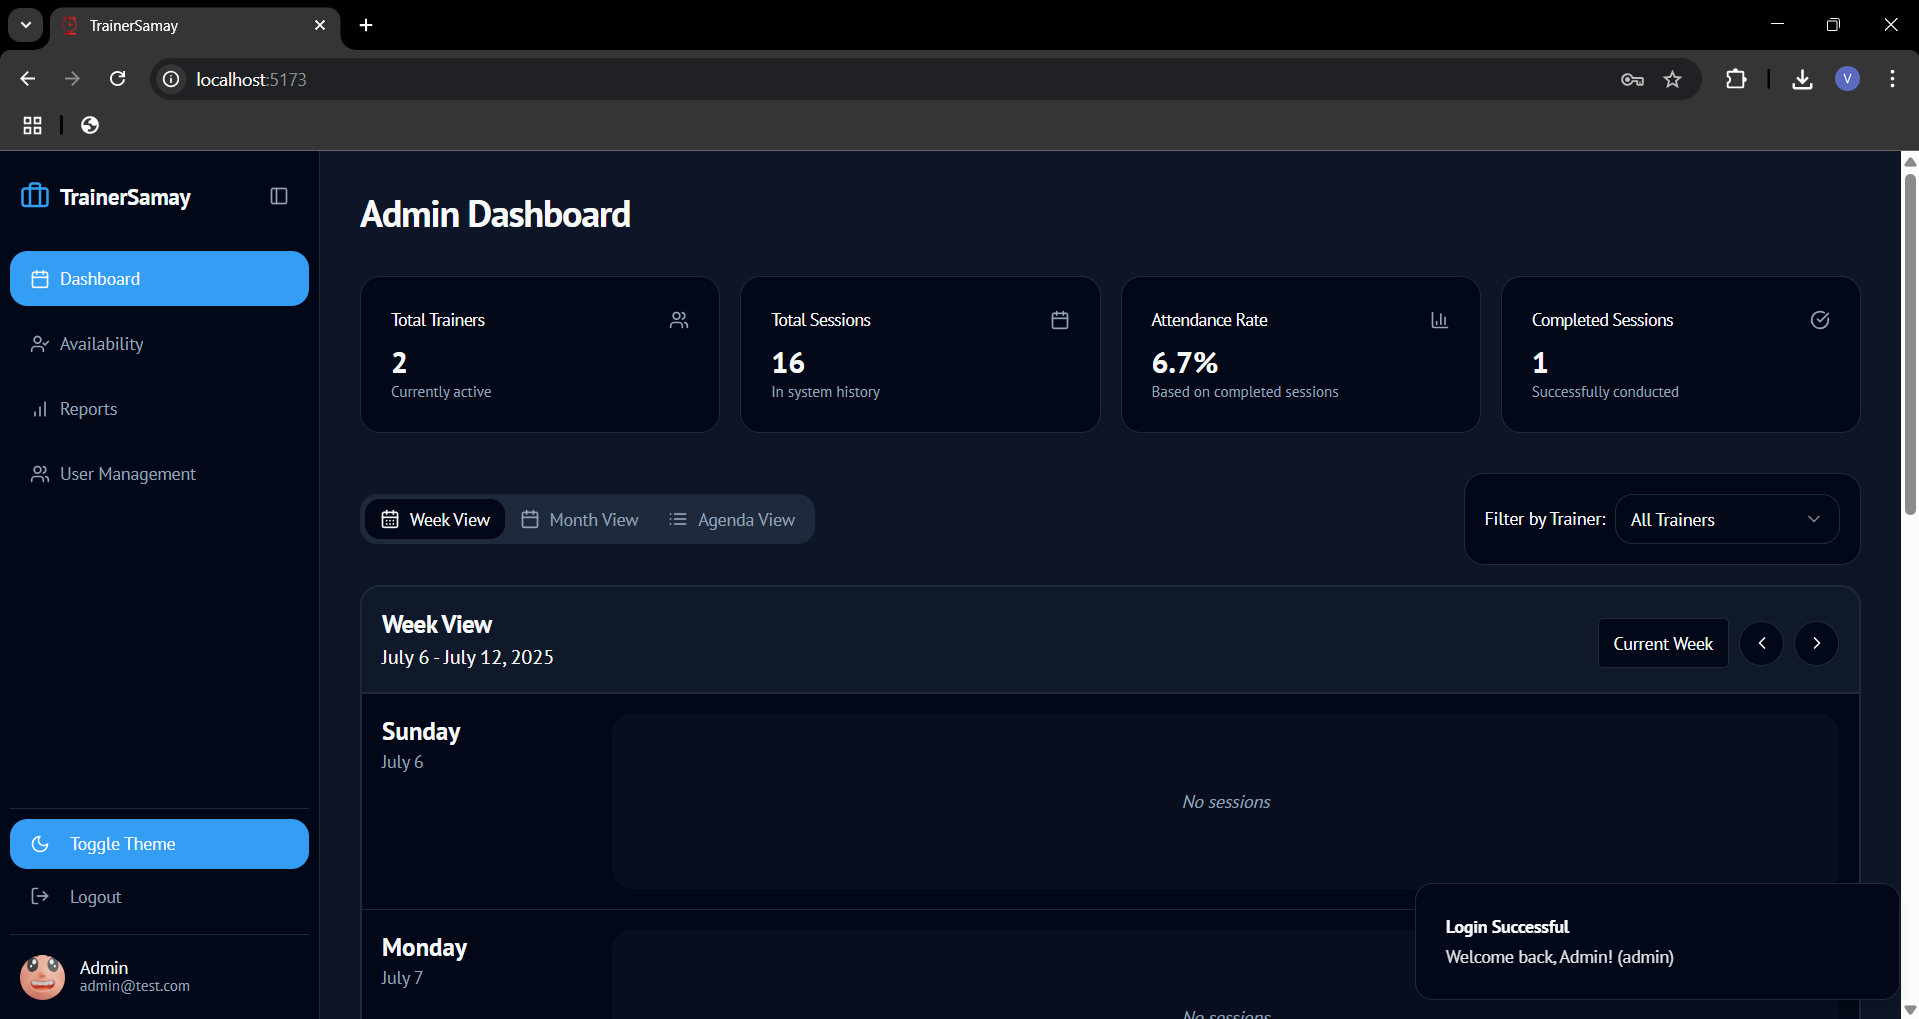 TrainerSamay
localhost:5173
V
TrainerSamay
Dashboard
Availability
Reports
User Management
Toggle Theme
Logout
Admin
admin@test.com
Admin Dashboard
Total Trainers
2
Currently active
Total Sessions
16
In system history
Attendance Rate
6.7%
Based on completed sessions
Completed Sessions
1
Successfully conducted
Week View
Month View
Agenda View
Filter by Trainer:
All Trainers
Week View
July 6 - July 12, 2025
Current Week
Sunday
July 6
No sessions
Monday
July 7
No sessions
Login Successful
Welcome back, Admin! (admin)